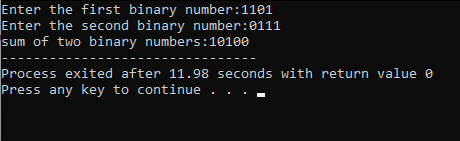 Enter the first binary number:1101
Enter the second binary number:0111
sum of two binary numbers:10100
--------------------------------
Process exited after 11.98 seconds with return value 0
Press any key to continue . . .